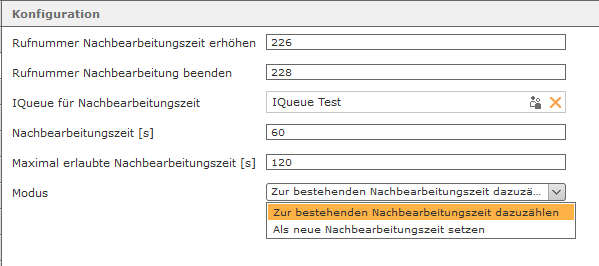 Konfiguration
Rufnummer Nachbearbeitungszeit erhöhen 226
Rufnummer Nachbearbeitung beenden 228
IQueue für Nachbearbeitungszeit IQueue Test
Nachbearbeitungszeit [s] 60
Maximal erlaubte Nachbearbeitungszeit [s] 120
Modus Zur bestehenden Nachbearbeitungszeit dazuzä...
Zur bestehenden Nachbearbeitungszeit dazuzählen
Als neue Nachbearbeitungszeit setzen